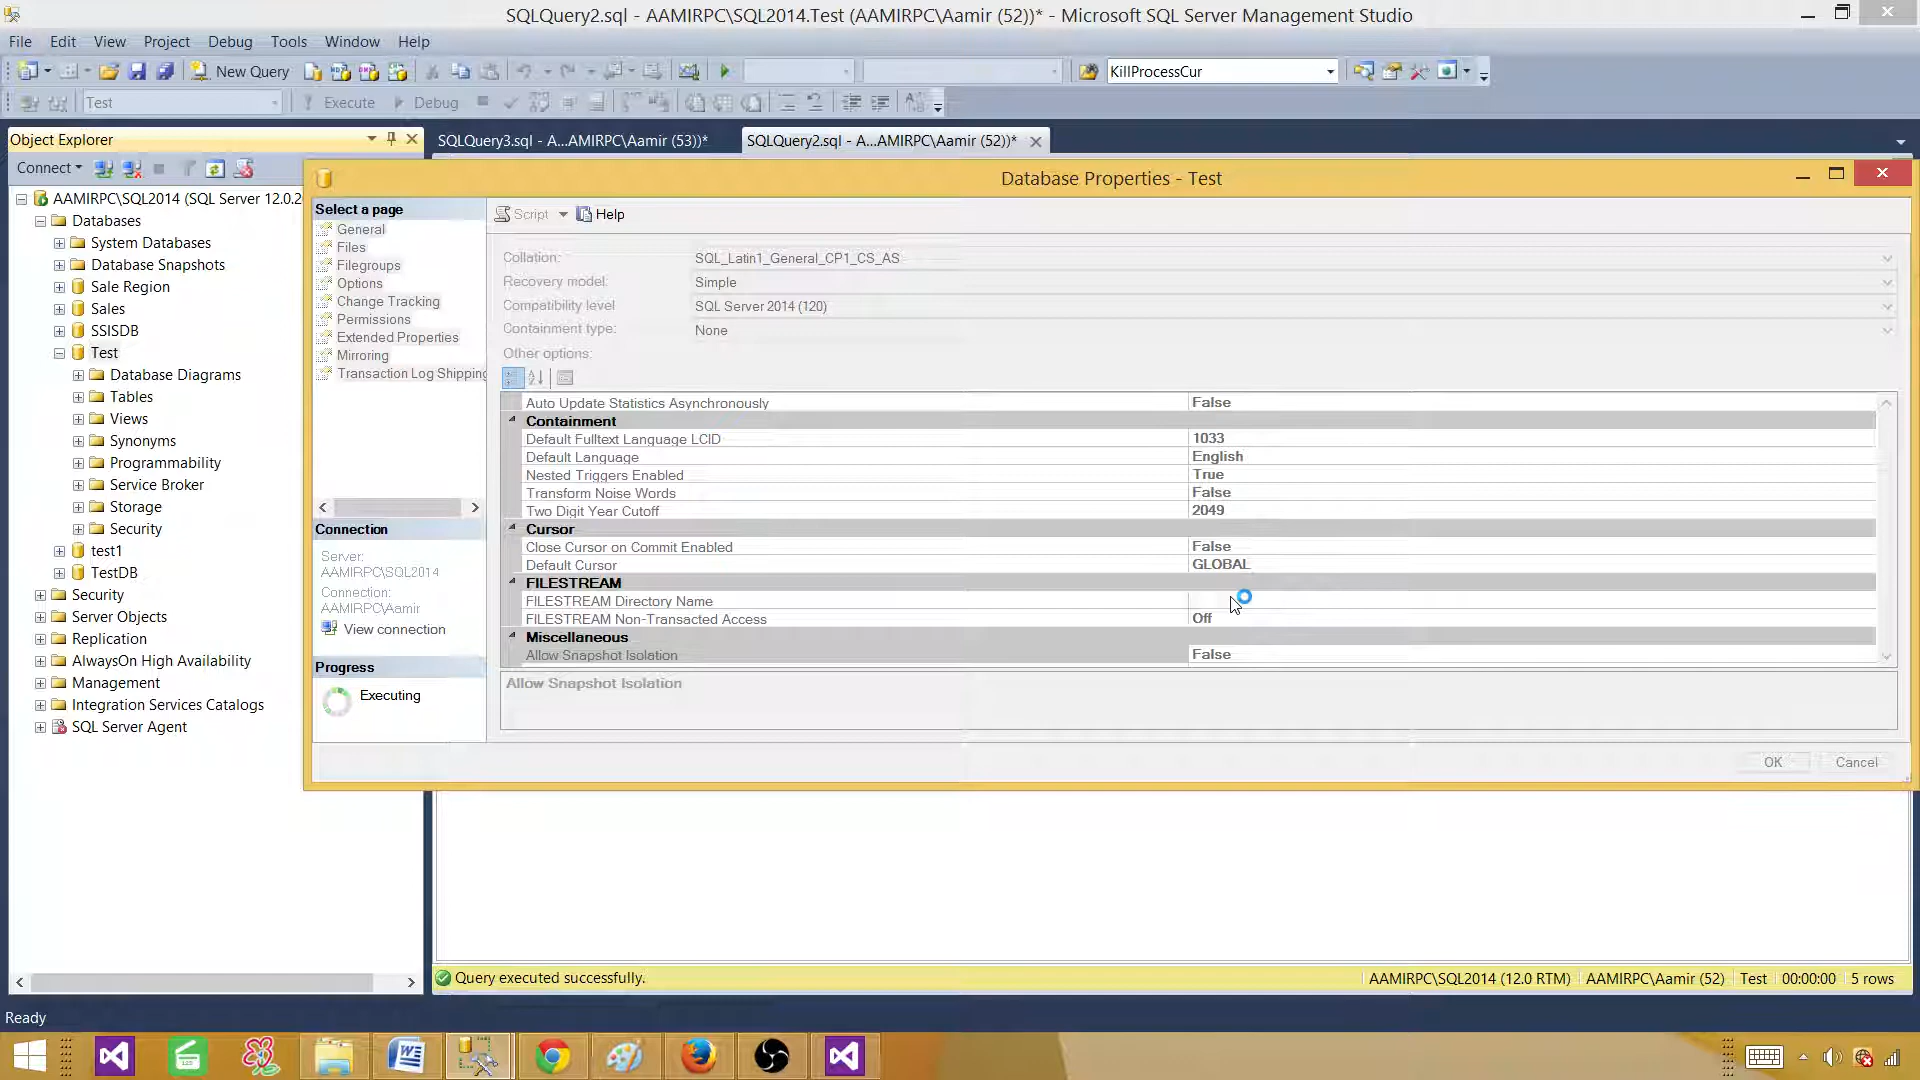 SQLQuery2.sql - AAMIRPC\SQL2014.Test (AAMIRPC\Aamir (52))* - Microsoft SQL Server Management Studio
File Edit View Project Debug Tools Window Help
New Query KillProcessCur
Test Execute Debug
Object Explorer
SQLQuery3.sql - A...AMIRPC\Aamir (53))* SQLQuery2.sql - A...AMIRPC\Aamir (52))*
Connect
AAMIRPC\SQL2014 (SQL Server 12.0.2
Databases
System Databases
Database Snapshots
Sale Region
Sales
SSISDB
Test
Database Diagrams
Tables
Views
Synonyms
Programmability
Service Broker
Storage
Security
test1
TestDB
Security
Server Objects
Replication
AlwaysOn High Availability
Management
Integration Services Catalogs
SQL Server Agent
Database Properties - Test
Select a page
General
Files
Filegroups
Options
Change Tracking
Permissions
Extended Properties
Mirroring
Transaction Log Shipping
Connection
Server:
AAMIRPC\SQL2014
Connection:
AAMIRPC\Aamir
View connection
Progress
Executing
Script Help
Collation: SQL_Latin1_General_CP1_CS_AS
Recovery model: Simple
Compatibility level SQL Server 2014 (120)
Containment type: None
Other options:
Auto Update Statistics Asynchronously False
Containment
Default Fulltext Language LCID 1033
Default Language English
Nested Triggers Enabled True
Transform Noise Words False
Two Digit Year Cutoff 2049
Cursor
Close Cursor on Commit Enabled False
Default Cursor GLOBAL
FILESTREAM
FILESTREAM Directory Name
FILESTREAM Non-Transacted Access Off
Miscellaneous
Allow Snapshot Isolation False
Allow Snapshot Isolation
OK Cancel
Query executed successfully. AAMIRPC\SQL2014 (12.0 RTM) AAMIRPC\Aamir (52) Test 00:00:00 5 rows
Ready